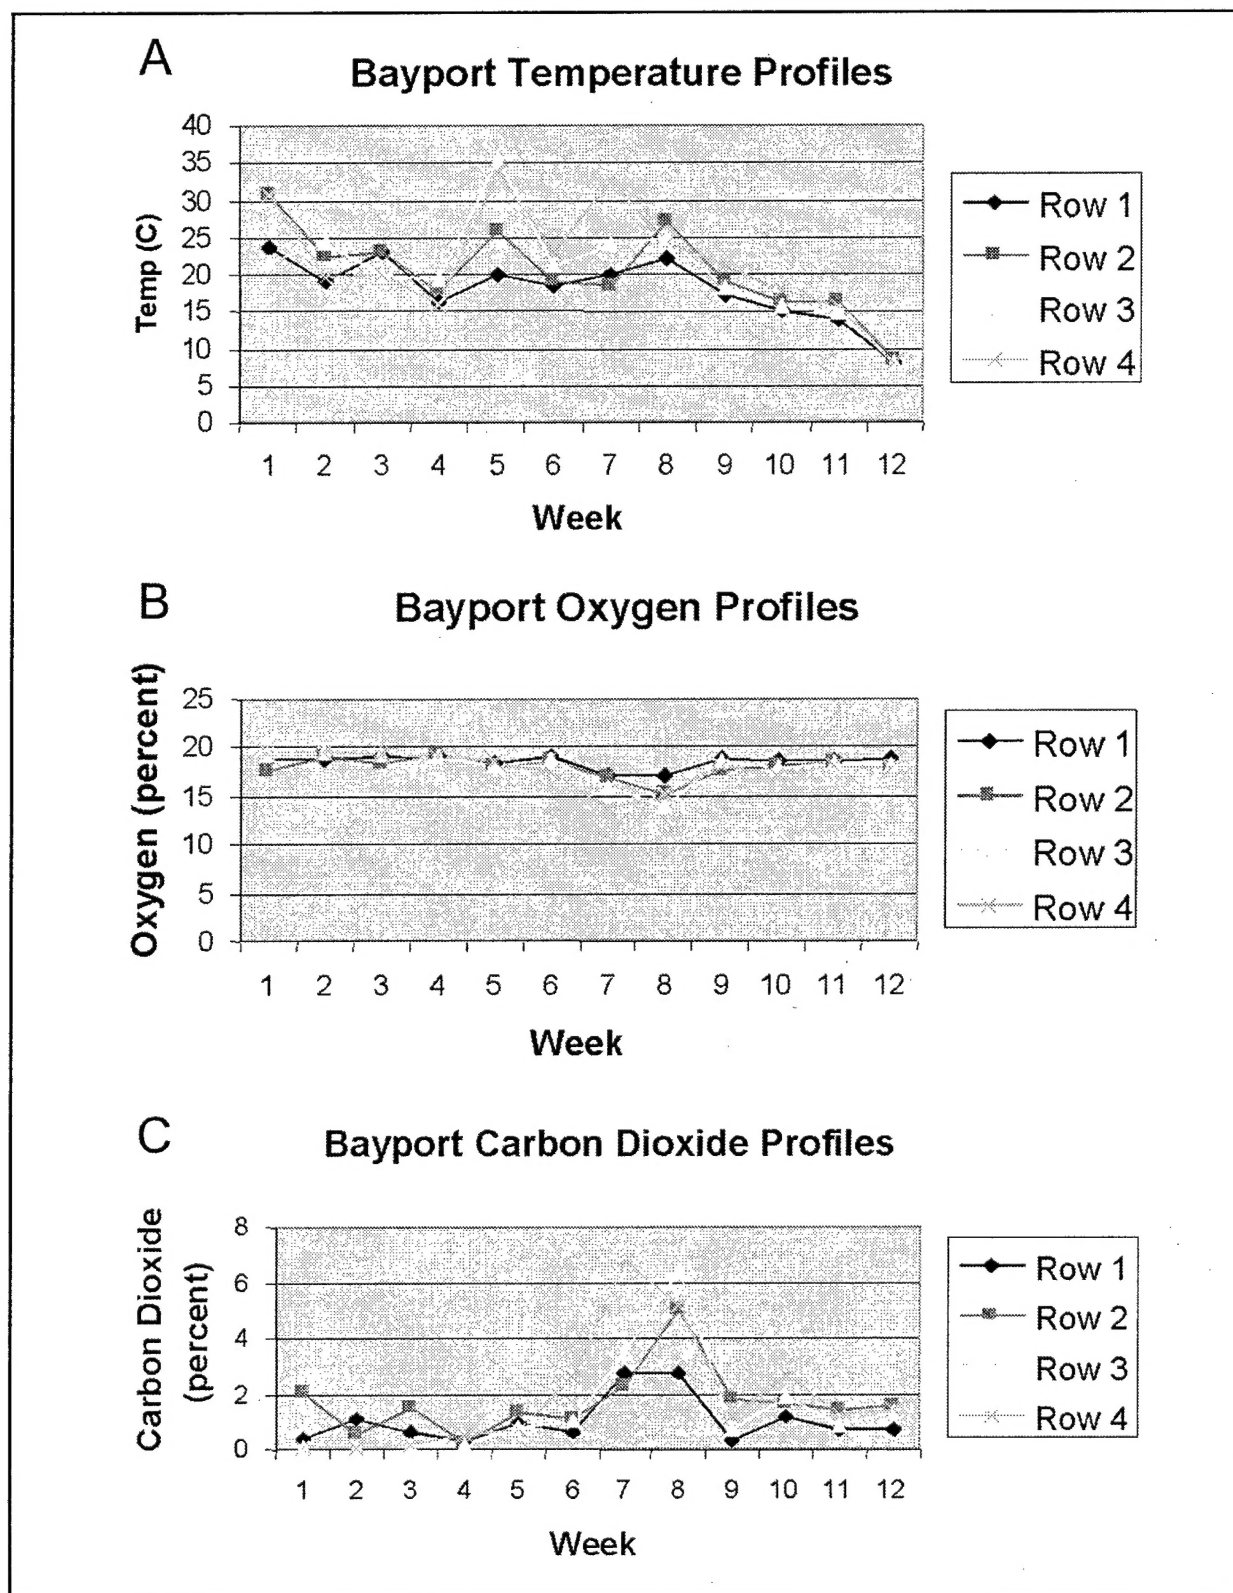 A
Bayport Temperature Profiles
Temp (C)
40
35
30
25
20
15
10
5
0
1 2 3 4 5 6 7 8 9 10 11 12
Week
Row 1
Row 2
Row 3
Row 4
B
Bayport Oxygen Profiles
Oxygen (percent)
25
20
15
10
5
0
1 2 3 4 5 6 7 8 9 10 11 12
Week
Row 1
Row 2
Row 3
Row 4
C
Bayport Carbon Dioxide Profiles
Carbon Dioxide
(percent)
8
6
4
2
0
1 2 3 4 5 6 7 8 9 10 11 12
Week
Row 1
Row 2
Row 3
Row 4